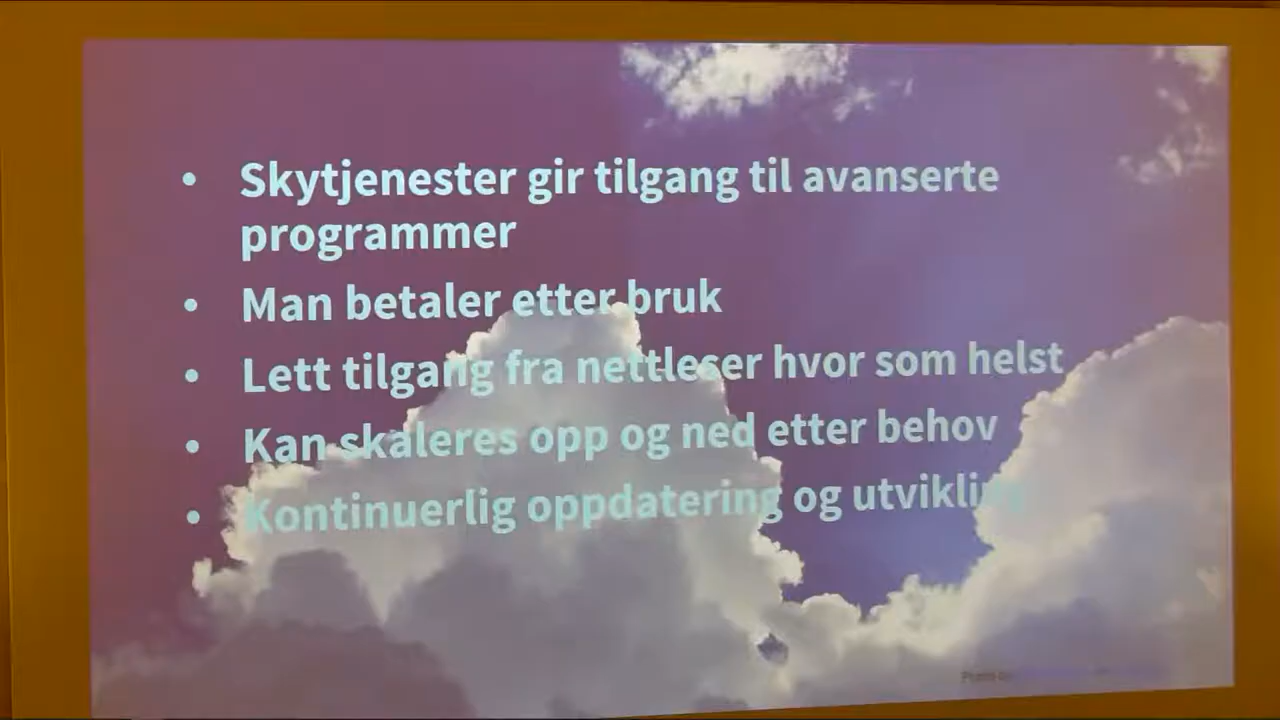 • Skytjenester gir tilgang til avanserte
programmer
• Man betaler etter bruk
• Lett tilgang fra nettleser hvor som helst
• Kan skaleres opp og ned etter behov
• Kontinuerlig oppdatering og utvikling